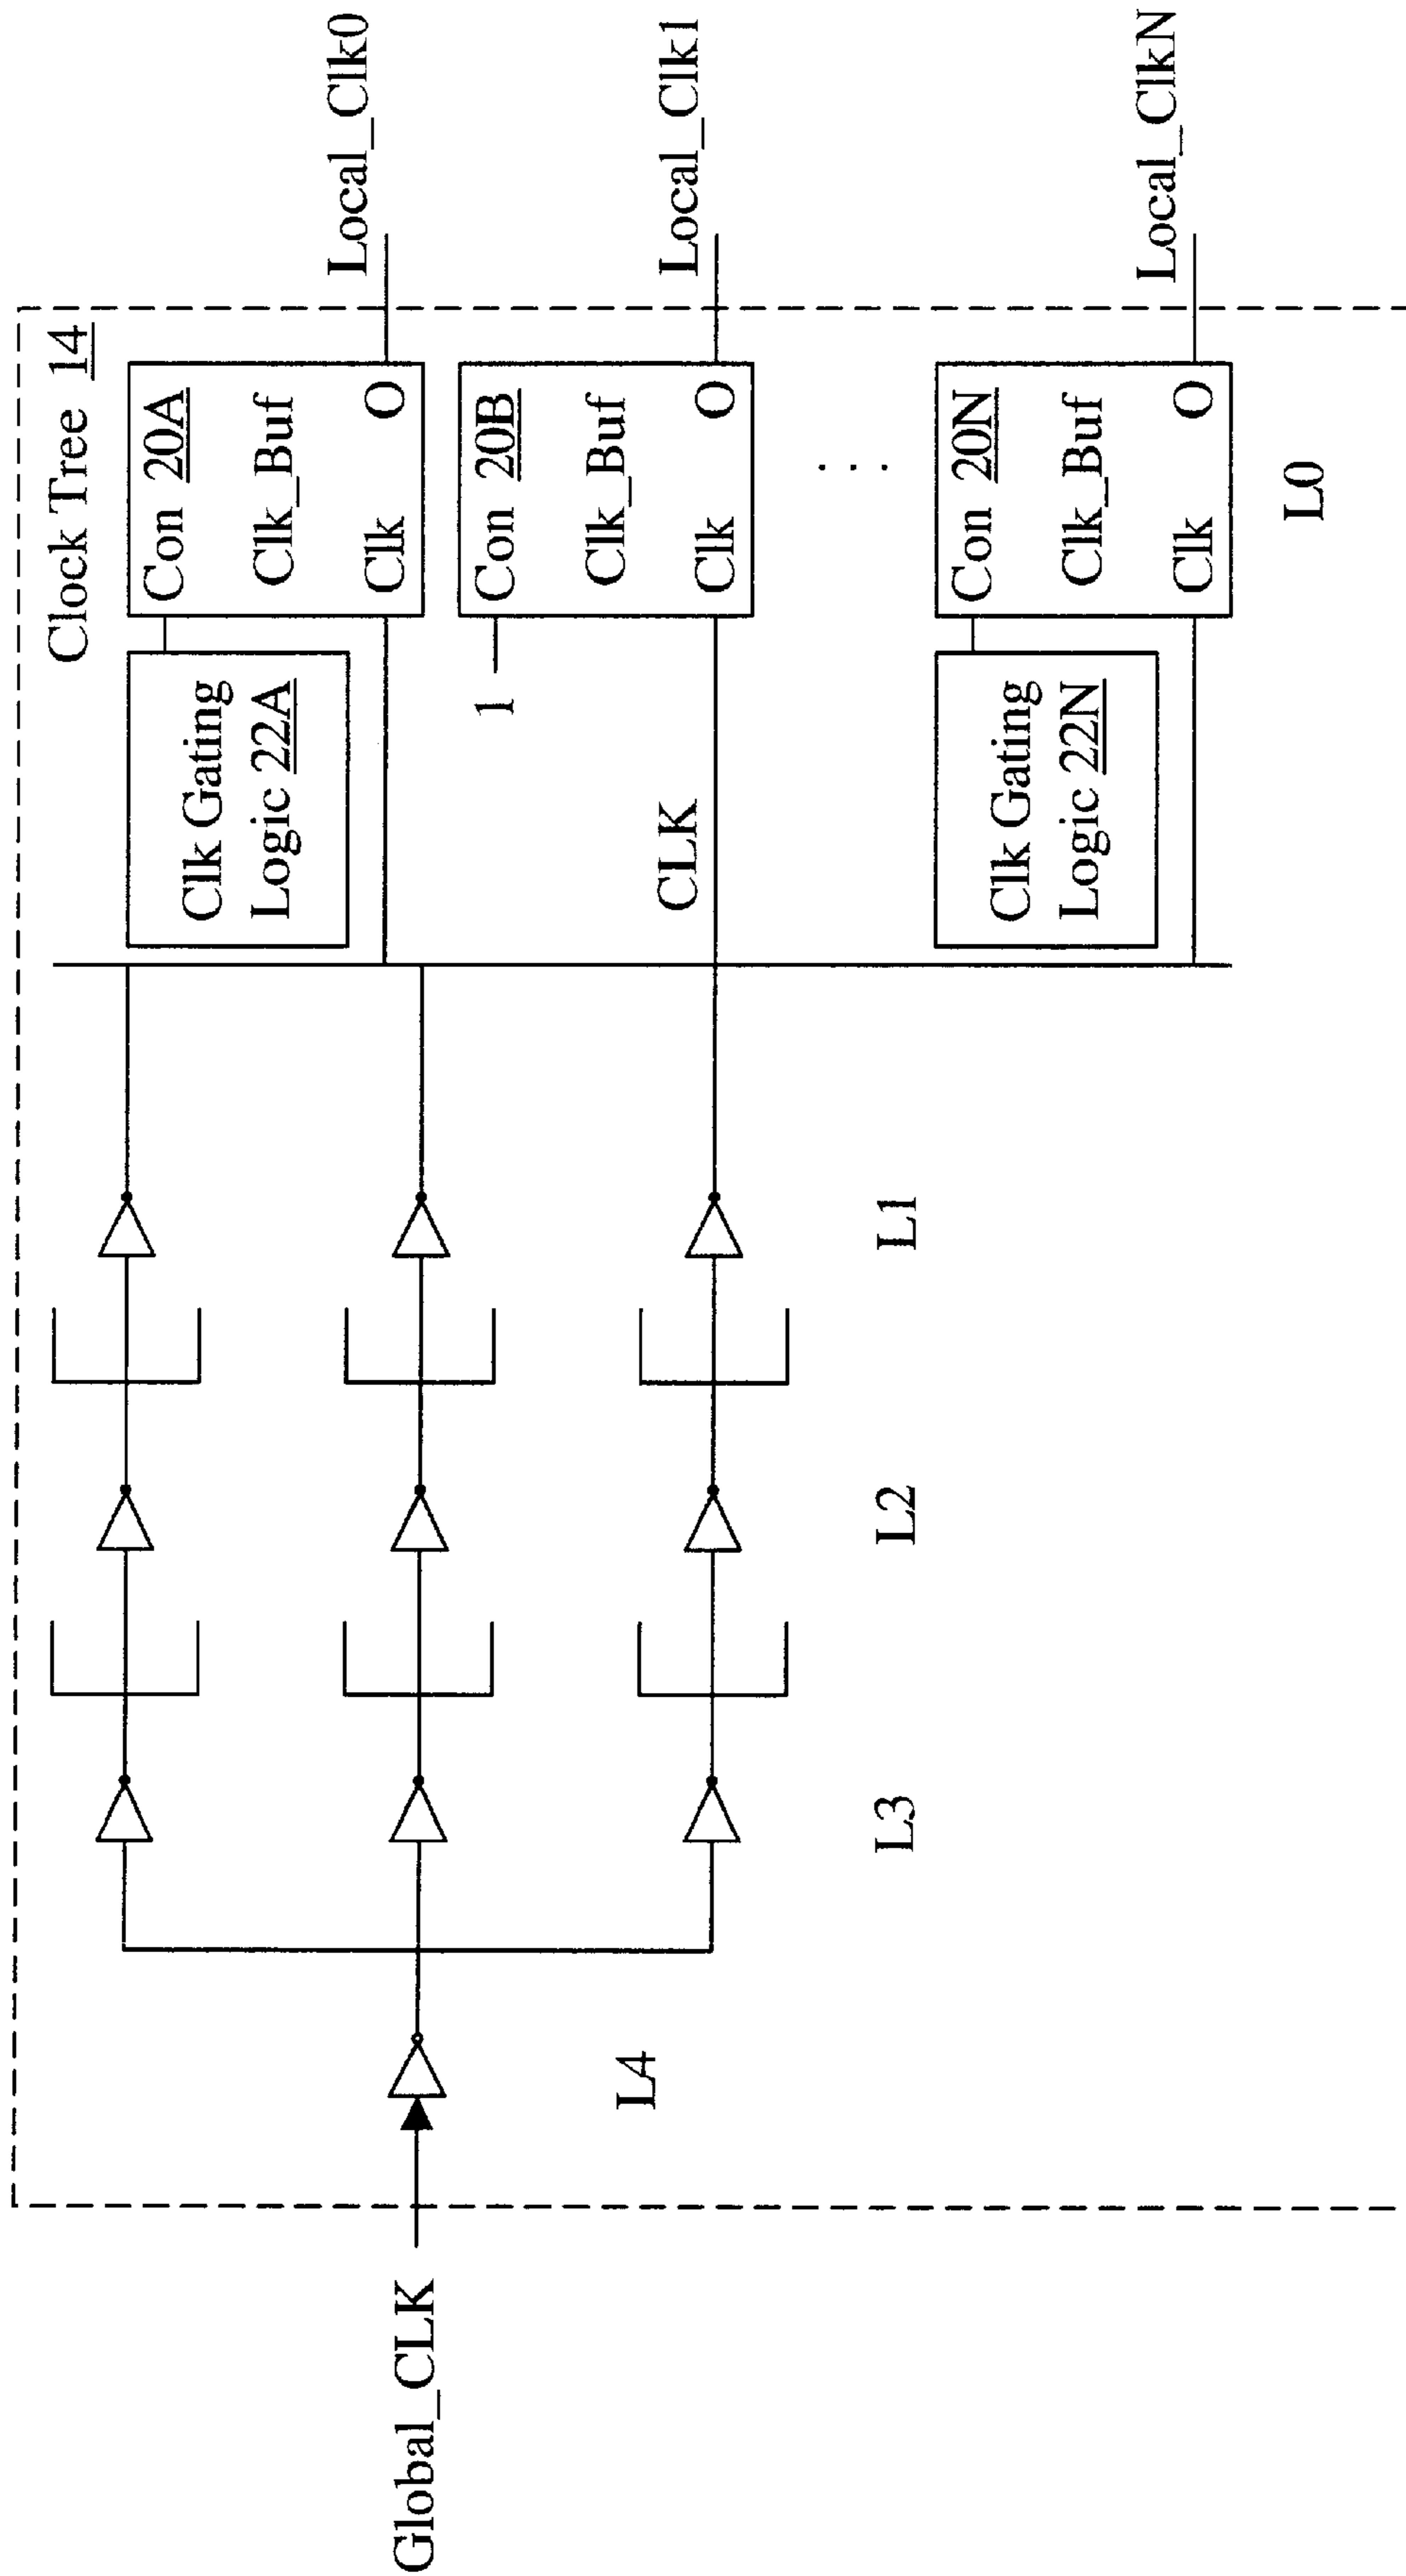 Clock Tree 14
Global_CLK
L4
L3
L2
L1
CLK
Clk Gating
Logic 22A
Con 20A
Clk_Buf
Clk O
Local_Clk0
1
Con 20B
Clk_Buf
Clk O
Local_Clk1
. . .
Clk Gating
Logic 22N
Con 20N
Clk_Buf
Clk O
Local_ClkN
L0